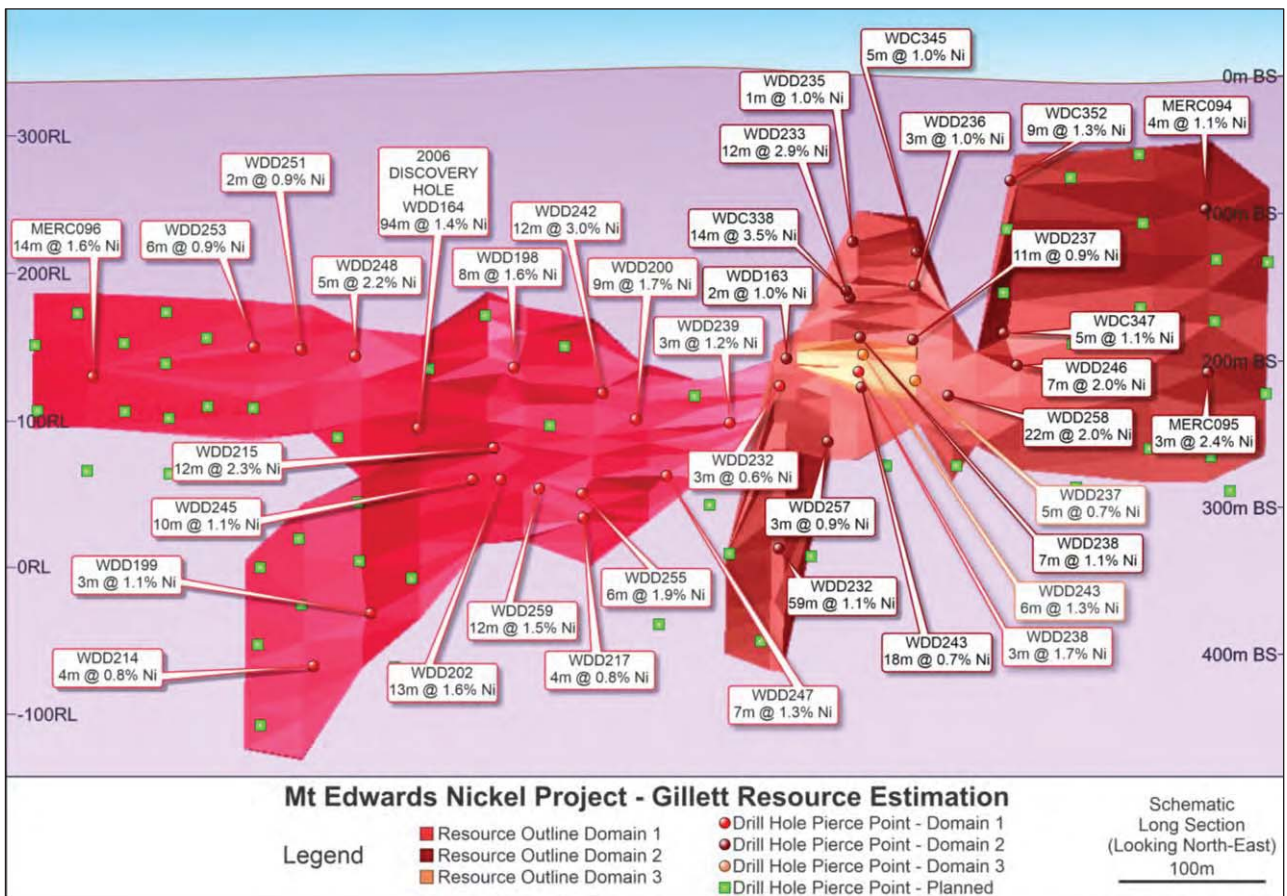 WDC345
5m @ 1.0% Ni
0m BS
WDD235
1m @ 1.0% Ni
WDC352
9m @ 1.3% Ni
MERC094
4m @ 1.1% Ni
WDD236
3m @ 1.0% Ni
WDD233
12m @ 2.9% Ni
300RL
2006
DISCOVERY
HOLE
WDD164
94m @ 1.4% Ni
WDD251
2m @ 0.9% Ni
WDD242
12m @ 3.0% Ni
WDC338
14m @ 3.5% Ni
100m BS
MERC096
14m @ 1.6% Ni
WDD253
6m @ 0.9% Ni
WDD237
11m @ 0.9% Ni
WDD248
5m @ 2.2% Ni
WDD198
8m @ 1.6% Ni
WDD200
9m @ 1.7% Ni
WDD163
2m @ 1.0% Ni
200RL
WDD239
3m @ 1.2% Ni
WDC347
5m @ 1.1% Ni
200m BS
WDD246
7m @ 2.0% Ni
100RL
WDD258
22m @ 2.0% Ni
MERC095
3m @ 2.4% Ni
WDD215
12m @ 2.3% Ni
WDD232
3m @ 0.6% Ni
WDD245
10m @ 1.1% Ni
WDD257
3m @ 0.9% Ni
WDD237
5m @ 0.7% Ni
300m BS
WDD238
7m @ 1.1% Ni
0RL
WDD199
3m @ 1.1% Ni
WDD255
6m @ 1.9% Ni
WDD232
59m @ 1.1% Ni
WDD243
6m @ 1.3% Ni
WDD259
12m @ 1.5% Ni
WDD214
4m @ 0.8% Ni
WDD202
13m @ 1.6% Ni
WDD217
4m @ 0.8% Ni
WDD243
18m @ 0.7% Ni
WDD238
3m @ 1.7% Ni
400m BS
WDD247
7m @ 1.3% Ni
-100RL
Mt Edwards Nickel Project - Gillett Resource Estimation
Legend
Resource Outline Domain 1
Resource Outline Domain 2
Resource Outline Domain 3
Drill Hole Pierce Point - Domain 1
Drill Hole Pierce Point - Domain 2
Drill Hole Pierce Point - Domain 3
Drill Hole Pierce Point - Planned
Schematic
Long Section
(Looking North-East)
100m